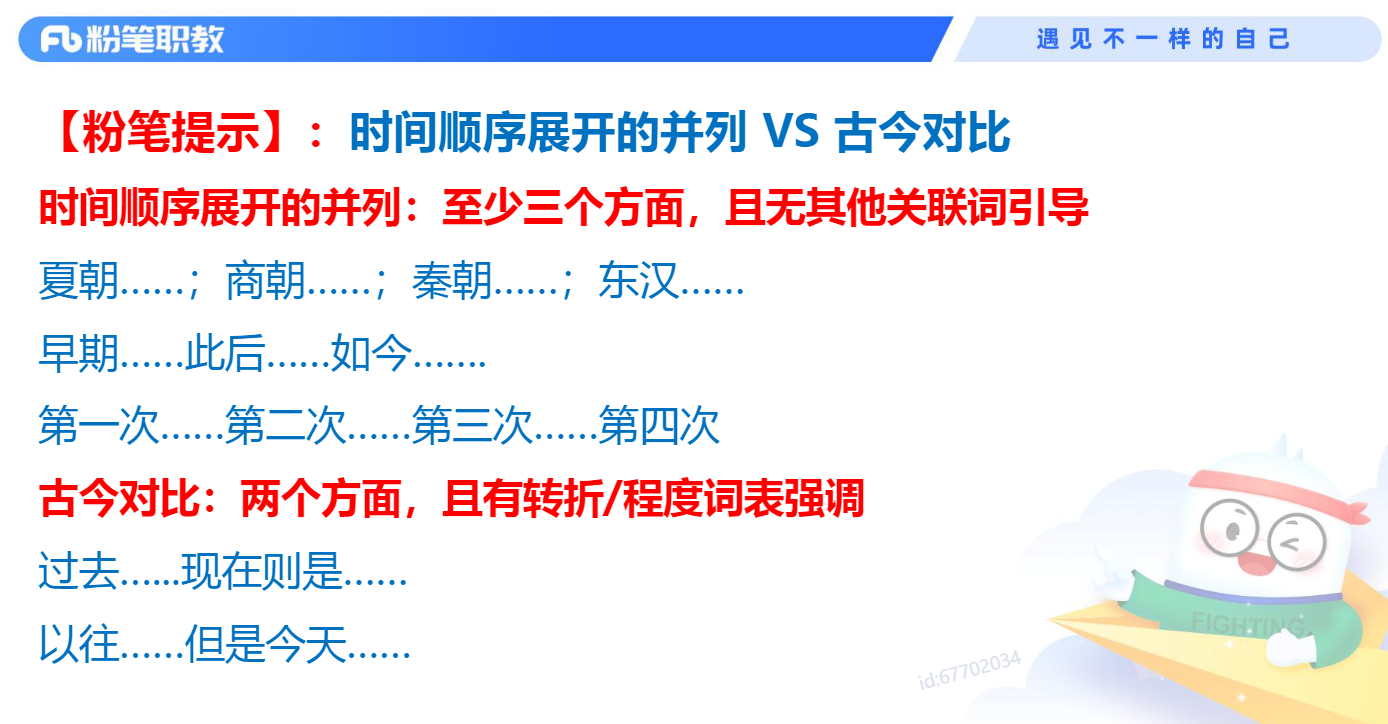 粉笔职教
遇见不一样的自己
【粉笔提示】：时间顺序展开的并列 VS 古今对比
时间顺序展开的并列：至少三个方面，且无其他关联词引导
夏朝……；商朝……；秦朝……；东汉……
早期……此后……如今…….
第一次……第二次……第三次……第四次
古今对比：两个方面，且有转折/程度词表强调
过去…...现在则是……
以往……但是今天……
FIGHTING
id:67702034